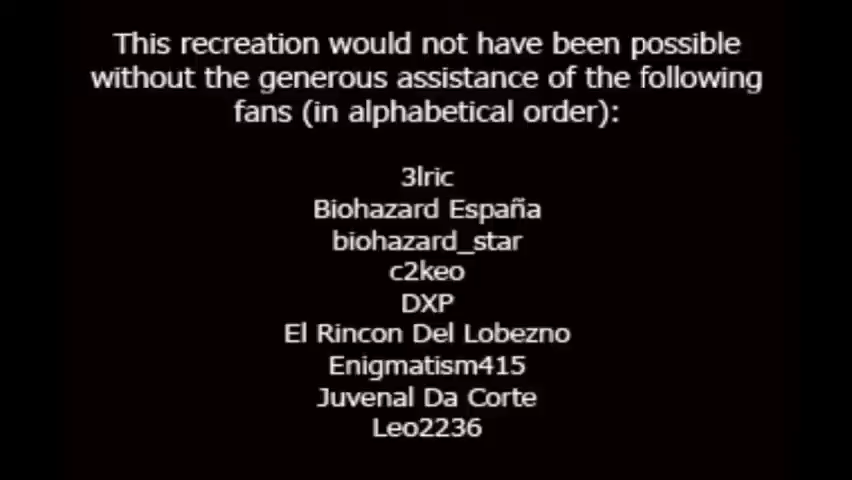 This recreation would not have been possible
without the generous assistance of the following
fans (in alphabetical order):
3lric
Biohazard España
biohazard_star
c2keo
DXP
El Rincon Del Lobezno
Enigmatism415
Juvenal Da Corte
Leo2236